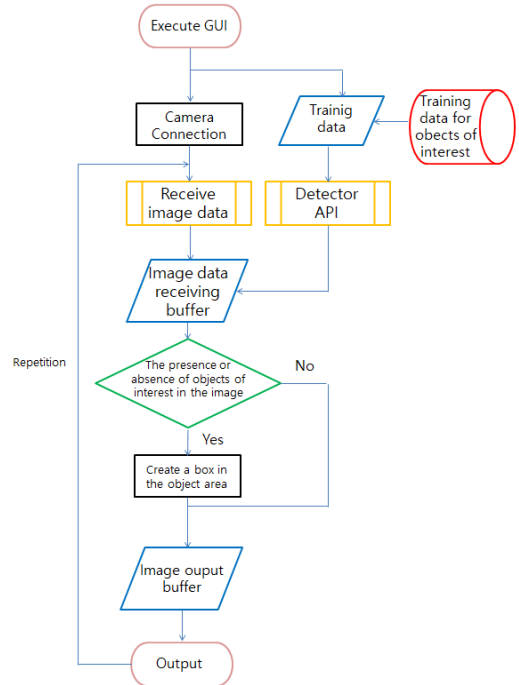 Execute GUI
Camera
Connection
Trainig
data
Training
data for
obects of
interest
Receive
image data
Detector
API
Image data
receiving
buffer
Repetition
The presence or
absence of objects of
interest in the image
No
Yes
Create a box in
the object area
Image ouput
buffer
Output